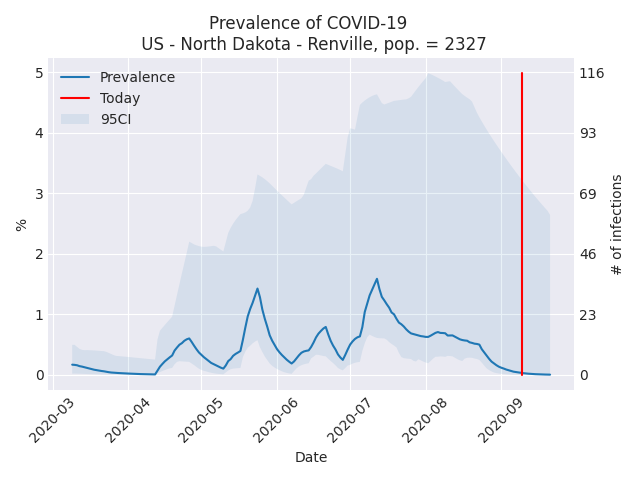 Prevalence of COVID-19
US - North Dakota - Renville, pop. = 2327
Prevalence
Today
95CI
5
4
3
2
1
0
%
116
93
69
46
23
0
# of infections
2020-03
2020-04
2020-05
2020-06
2020-07
2020-08
2020-09
Date